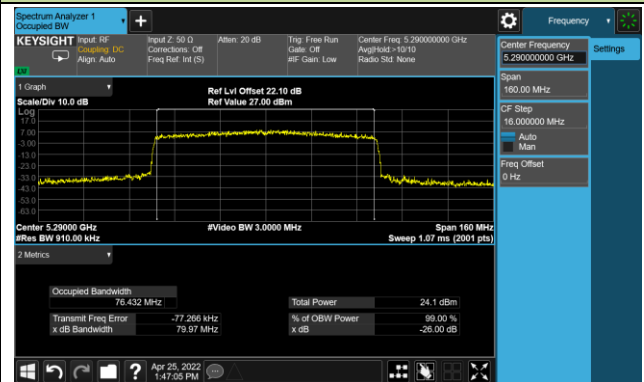 Spectrum Analyzer 1
Occupied BW
+
Frequency
KEYSIGHT
Input: RF
Coupling: DC
Align: Auto
Input Z: 50 Ω
Corrections: Off
Freq Ref: Int (S)
Atten: 20 dB
Trig: Free Run
Gate: Off
#IF Gain: Low
Center Freq: 5.290000000 GHz
Avg|Hold:>10/10
Radio Std: None
LXI
Center Frequency
5.290000000 GHz
Settings
Span
160.00 MHz
CF Step
16.000000 MHz
Auto
Man
Freq Offset
0 Hz
1 Graph
Scale/Div 10.0 dB
Ref Lvl Offset 22.10 dB
Ref Value 27.00 dBm
Log
17.0
7.00
-3.00
-13.0
-23.0
-33.0
-43.0
-53.0
-63.0
Center 5.29000 GHz
#Res BW 910.00 kHz
#Video BW 3.0000 MHz
Span 160 MHz
Sweep 1.07 ms (2001 pts)
2 Metrics
Occupied Bandwidth
76.432 MHz
Total Power 24.1 dBm
Transmit Freq Error -77.266 kHz
% of OBW Power 99.00 %
x dB Bandwidth 79.97 MHz
x dB -26.00 dB
?
Apr 25, 2022
1:47:05 PM